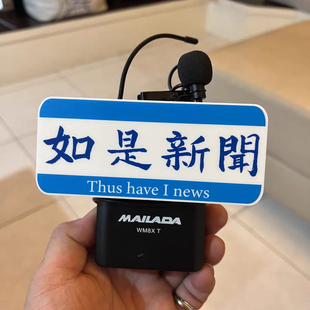 如是新聞
Thus have I news
MAILADA
WM8X T